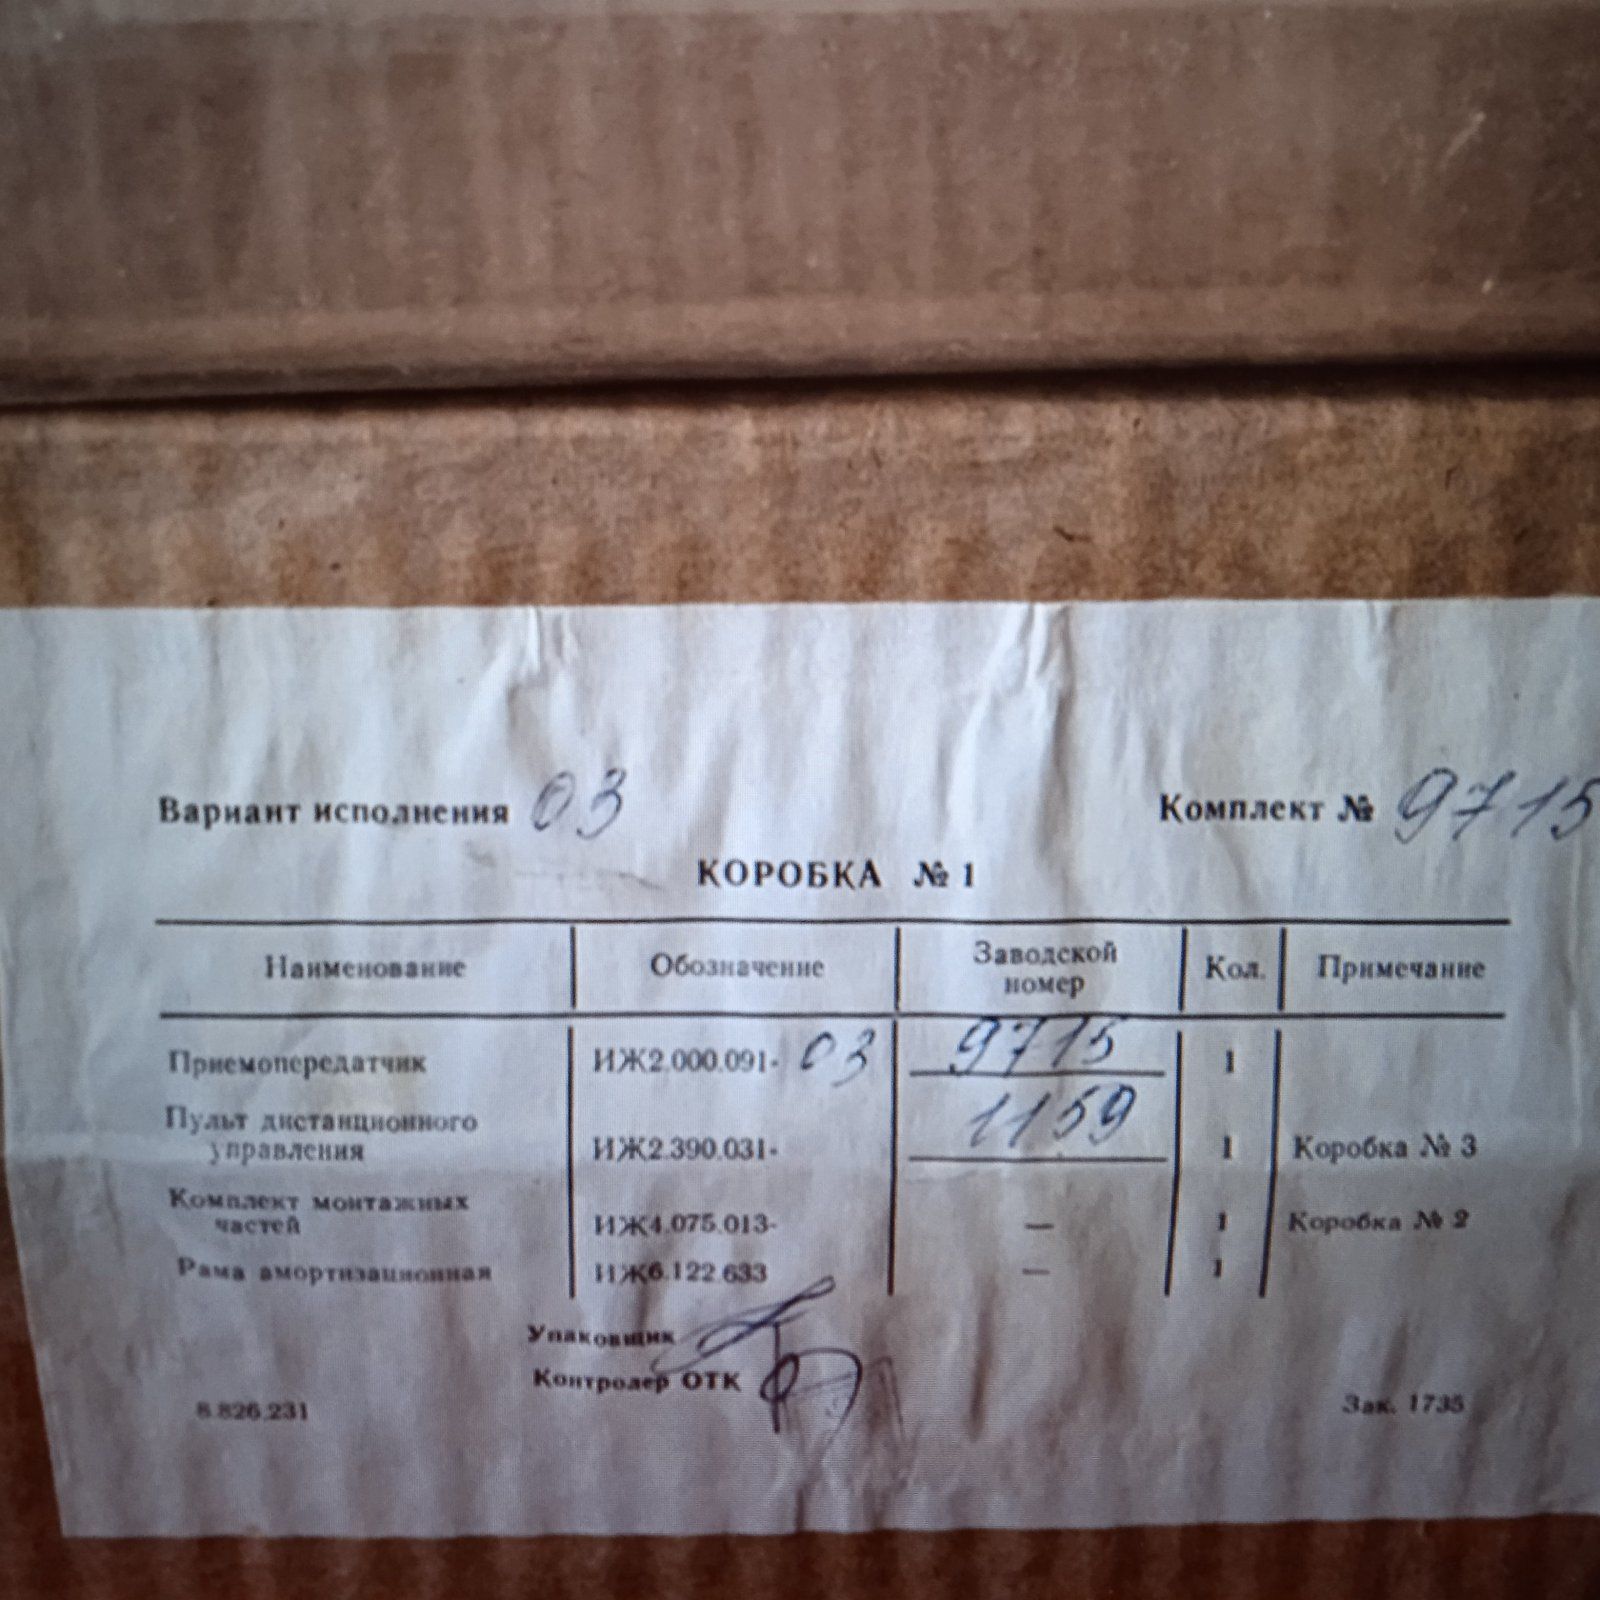 Вариант исполнения 03 Комплект № 9715
КОРОБКА № 1
Наименование Обозначение Заводской номер Кол. Примечание
Приемопередатчик ИЖ2.000.091- 03 9715 1
Пульт дистанционного
управления ИЖ2.390.031- 1159 1 Коробка № 3
Комплект монтажных
частей ИЖ4.075.013- — 1 Коробка № 2
Рама амортизационная ИЖ6.122.633 — 1
Упаковщик
Контролер ОТК
8.826.231 Зак. 1735